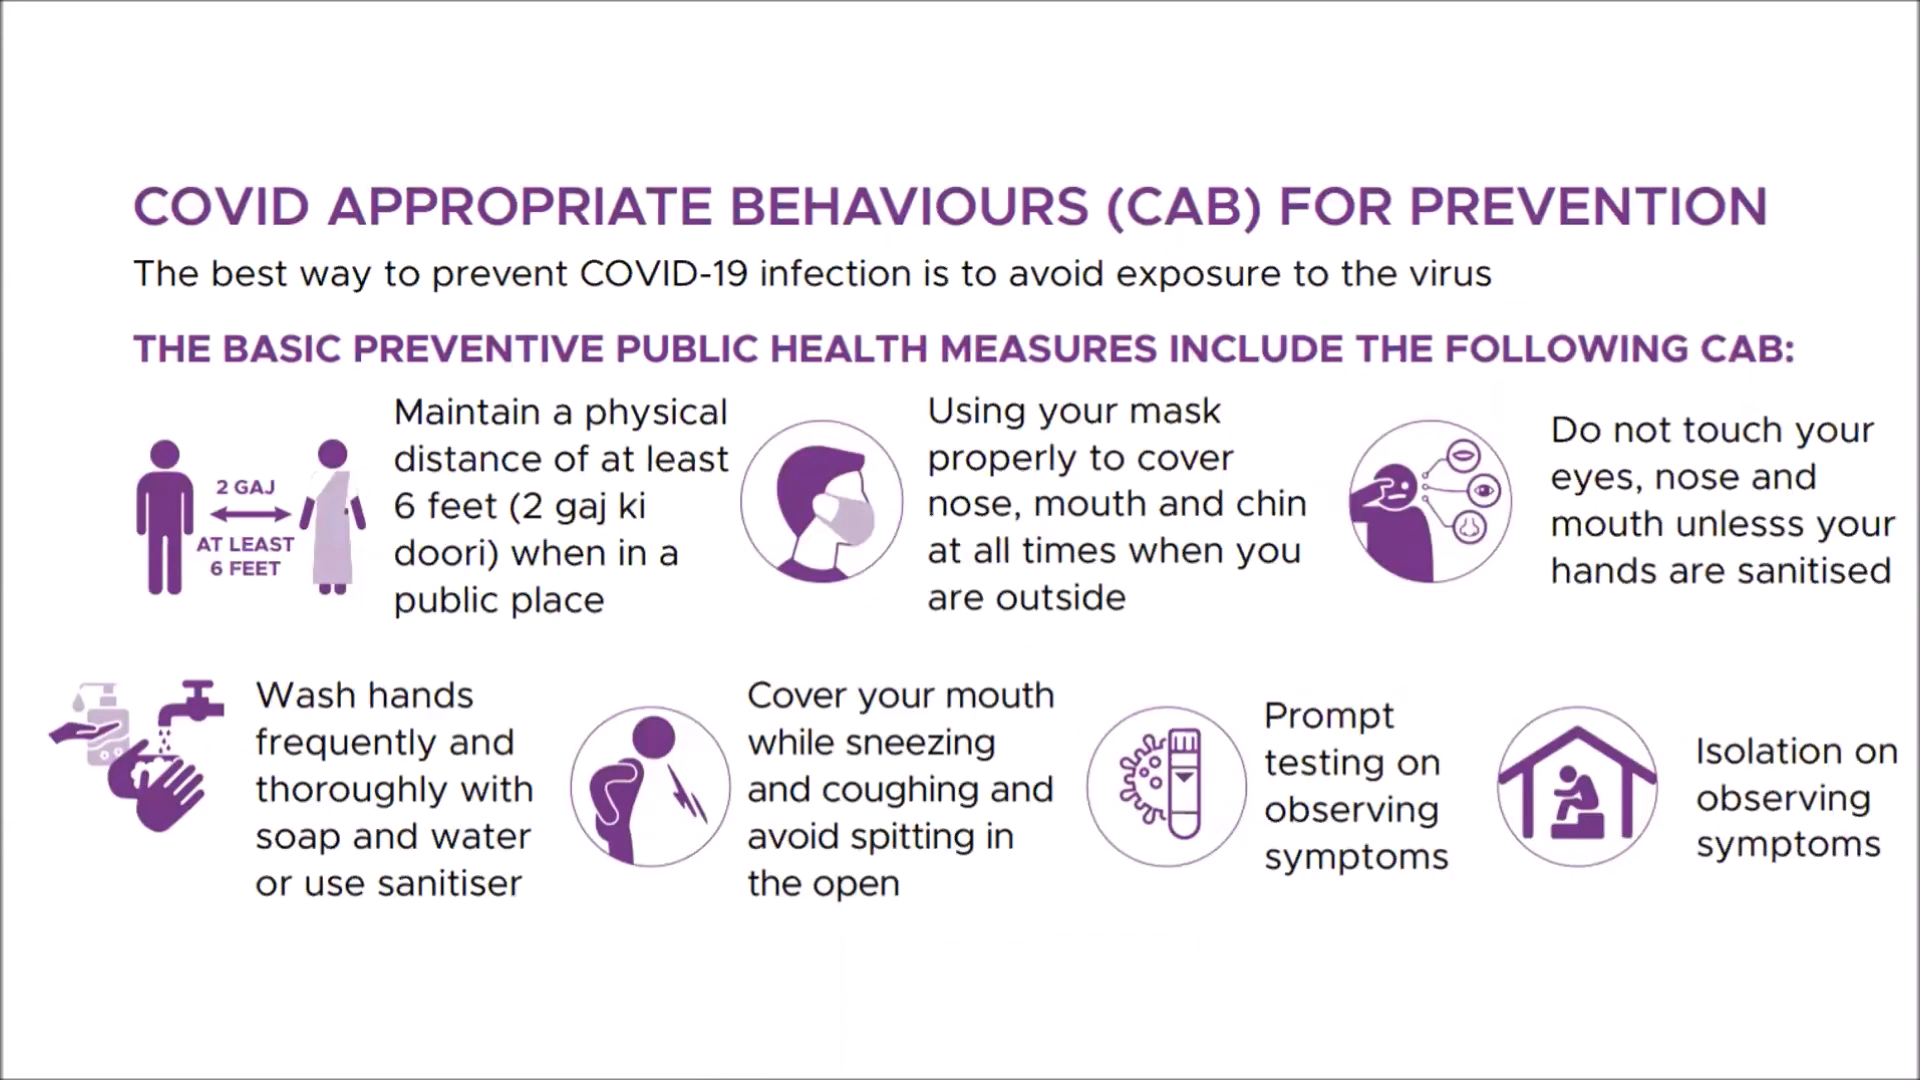 COVID APPROPRIATE BEHAVIOURS (CAB) FOR PREVENTION
The best way to prevent COVID-19 infection is to avoid exposure to the virus
THE BASIC PREVENTIVE PUBLIC HEALTH MEASURES INCLUDE THE FOLLOWING CAB:
2 GAJ
AT LEAST
6 FEET
Maintain a physical
distance of at least
6 feet (2 gaj ki
doori) when in a
public place
Using your mask
properly to cover
nose, mouth and chin
at all times when you
are outside
Do not touch your
eyes, nose and
mouth unlesss your
hands are sanitised
Wash hands
frequently and
thoroughly with
soap and water
or use sanitiser
Cover your mouth
while sneezing
and coughing and
avoid spitting in
the open
Prompt
testing on
observing
symptoms
Isolation on
observing
symptoms